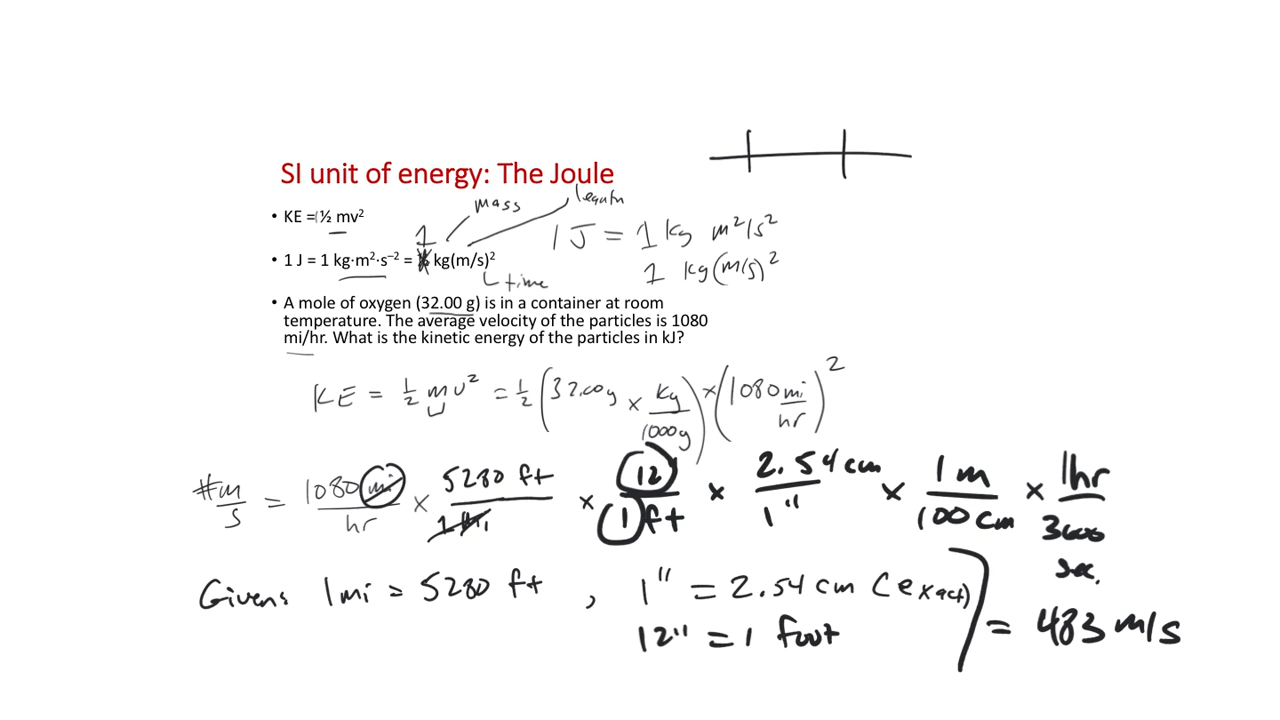 SI unit of energy: The Joule
mass
• KE = ½ mv²
1
1 J = 1 kg m²/s²
• 1 J = 1 kg·m²·s⁻² = kg(m/s)²
1 kg(m/s)²
time
• A mole of oxygen (32.00 g) is in a container at room
temperature. The average velocity of the particles is 1080
mi/hr. What is the kinetic energy of the particles in kJ?
KE = 1/2 mv² = 1/2 (32.00g × kg/1000g) × (1080 mi/hr)²
#m/s = 1080 mi/hr × 5280 ft/1 mi × 12/1 ft × 2.54 cm/1" × 1 m/100 cm × 1hr/3600 sec.
Givens 1 mi = 5280 ft , 1" = 2.54 cm (exact)
12" = 1 foot
= 483 m/s